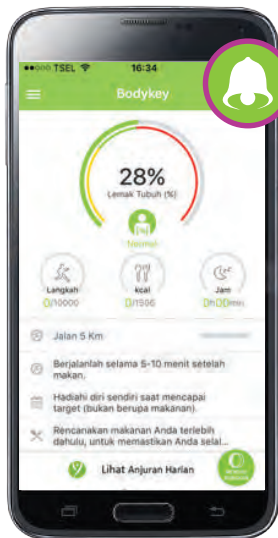 TSEL 16:34
Bodykey
28%
Lemak Tubuh (%)
Normal
Langkah kcal Jam
0/10000 0/1506 0h00min
Jalan 5 Km
Berjalanlah selama 5-10 menit setelah
makan.
Hadiahi diri sendiri saat mencapai
target (bukan berupa makanan).
Rencanakan makanan Anda terlebih
dahulu, untuk memastikan Anda selal...
Lihat Anjuran Harian